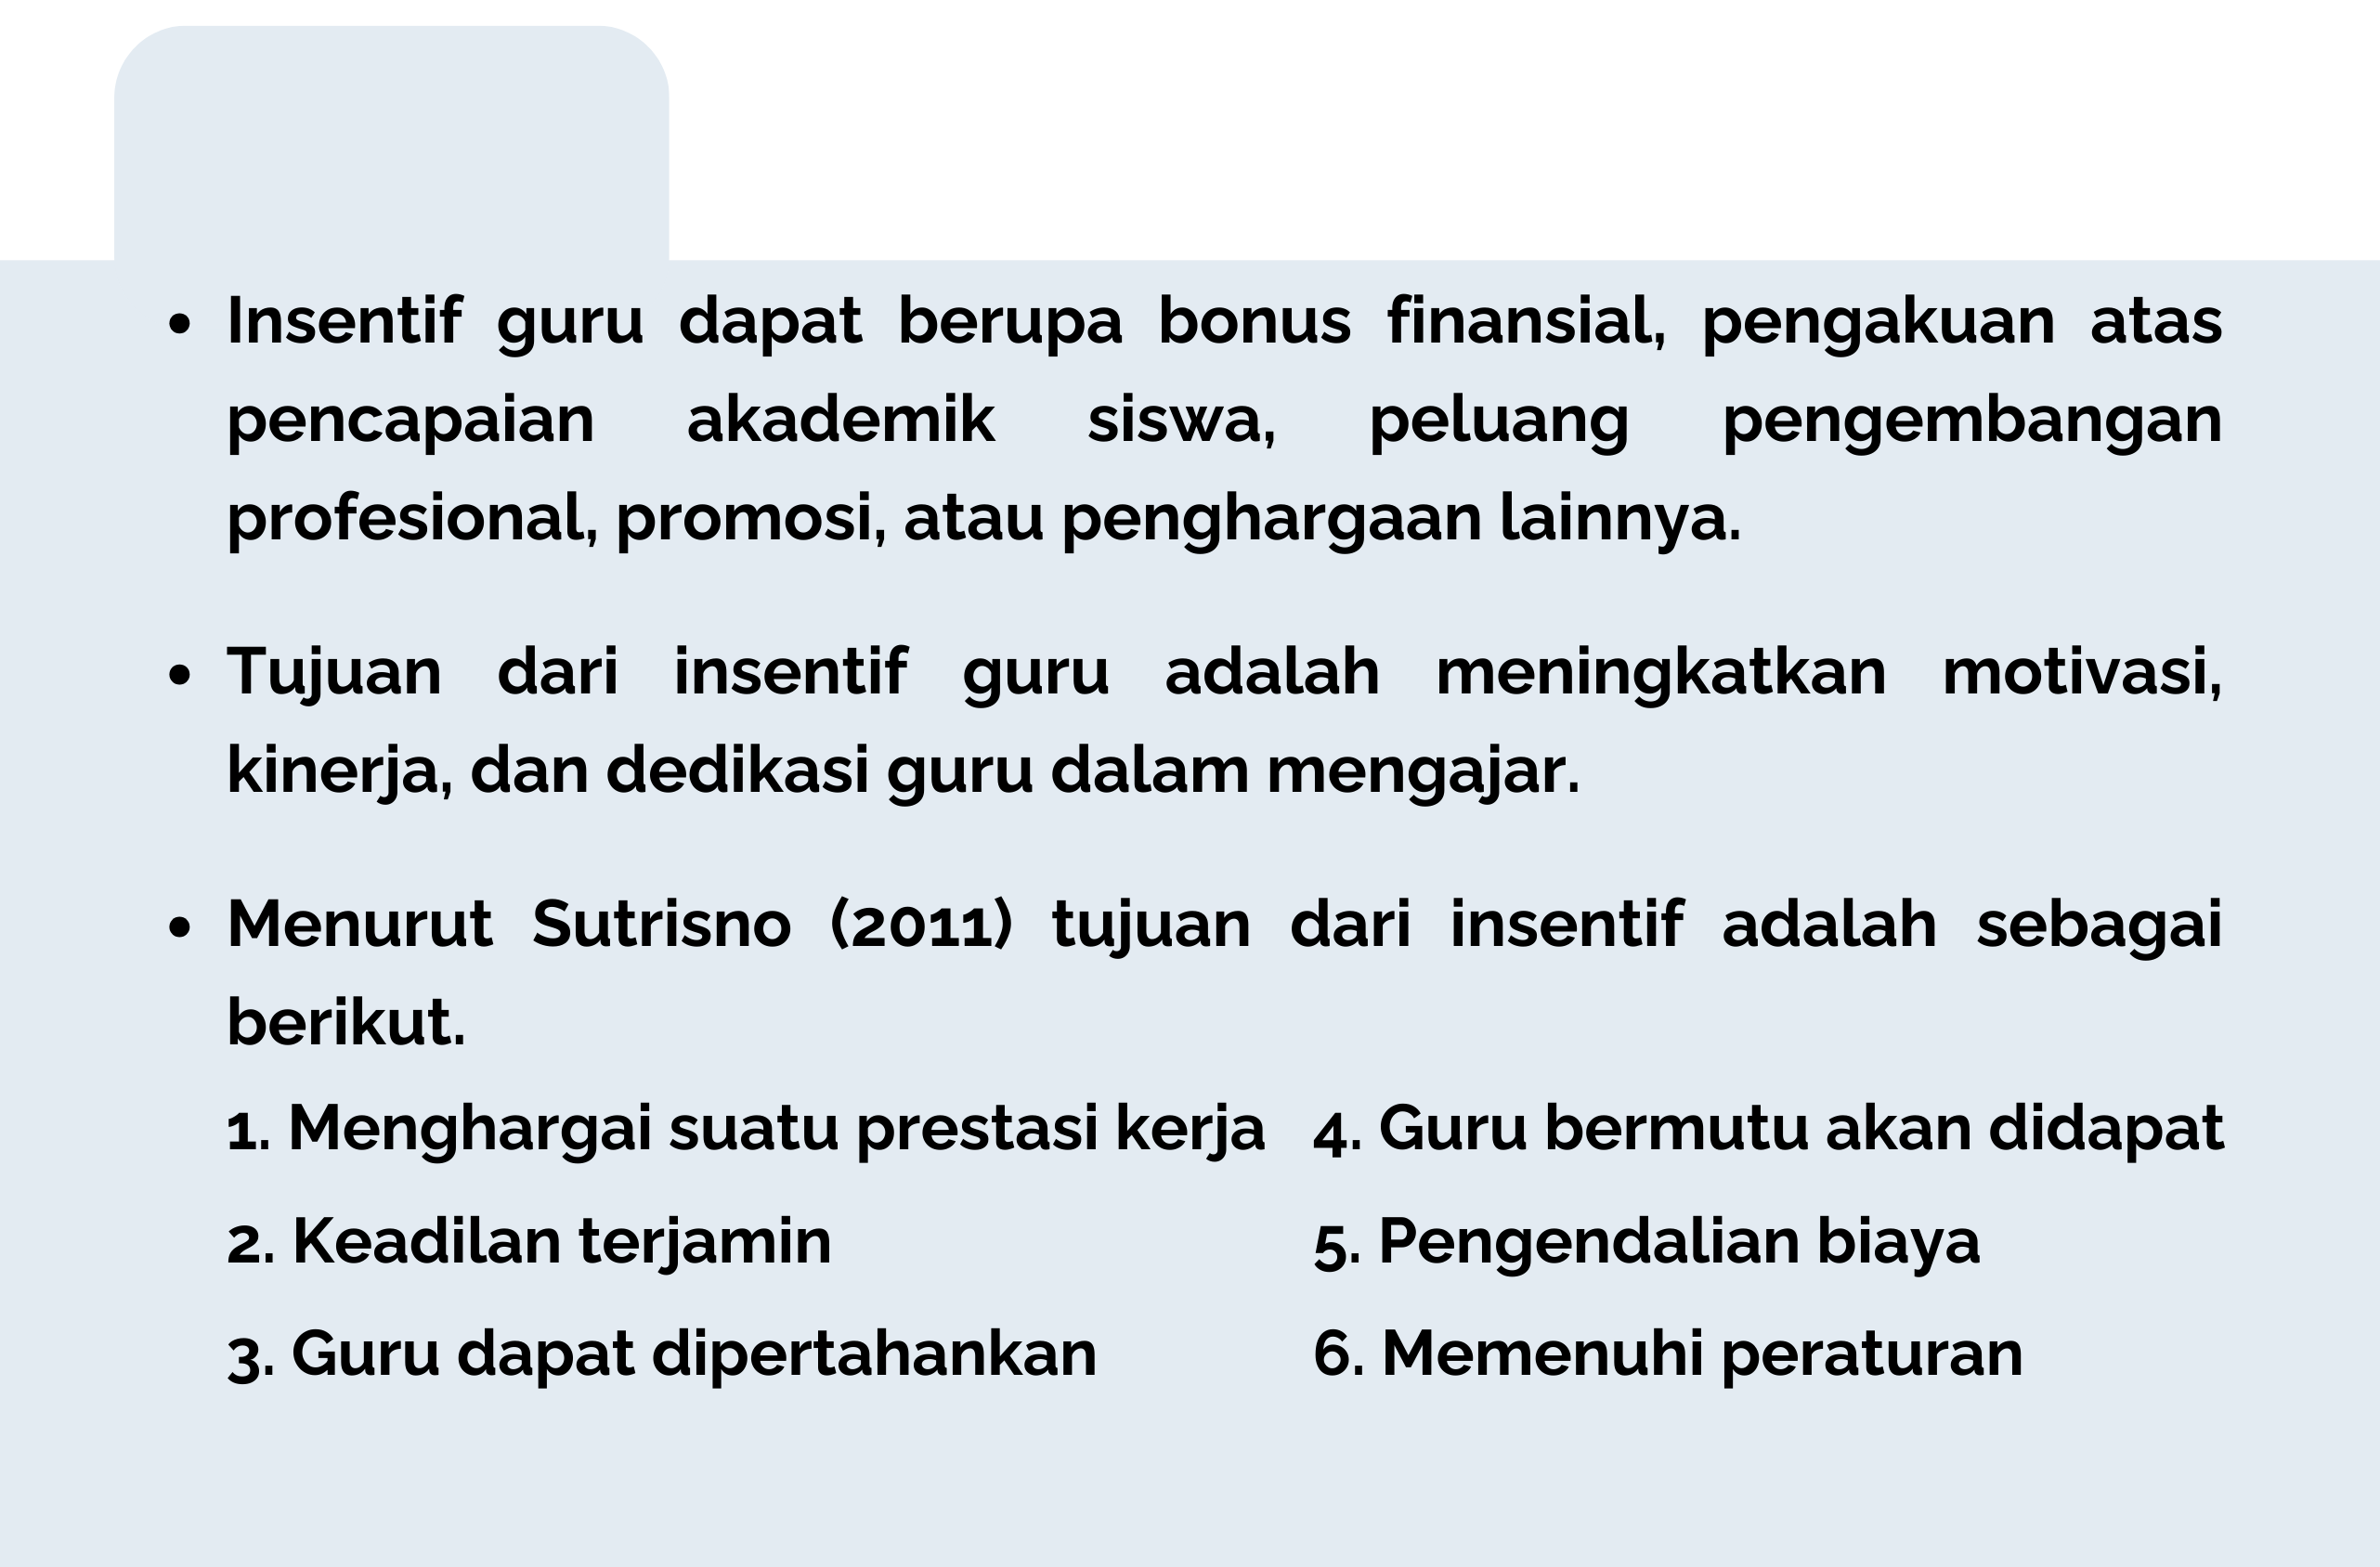 • Insentif guru dapat berupa bonus finansial, pengakuan atas
pencapaian akademik siswa, peluang pengembangan
profesional, promosi, atau penghargaan lainnya.
• Tujuan dari insentif guru adalah meningkatkan motivasi,
kinerja, dan dedikasi guru dalam mengajar.
• Menurut Sutrisno (2011) tujuan dari insentif adalah sebagai
berikut.
1. Menghargai suatu prestasi kerja
2. Keadilan terjamin
3. Guru dapat dipertahankan
4. Guru bermutu akan didapat
5. Pengendalian biaya
6. Memenuhi peraturan